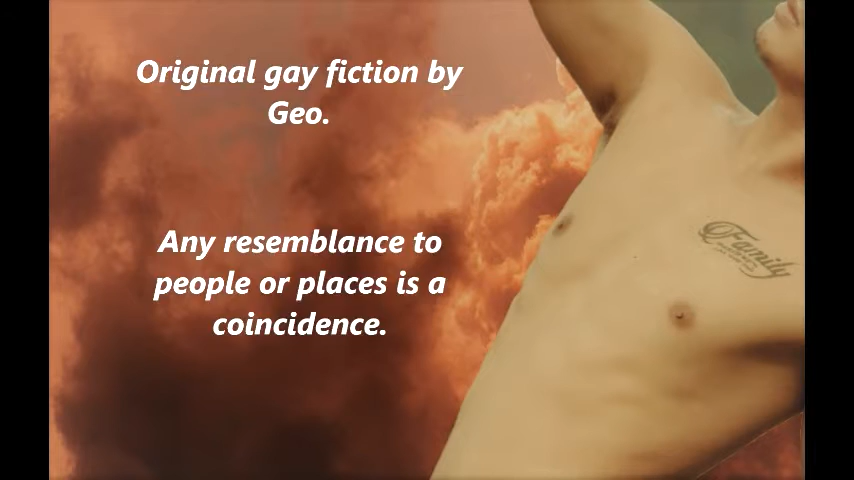 Original gay fiction by
Geo.
Any resemblance to
people or places is a
coincidence.
Family